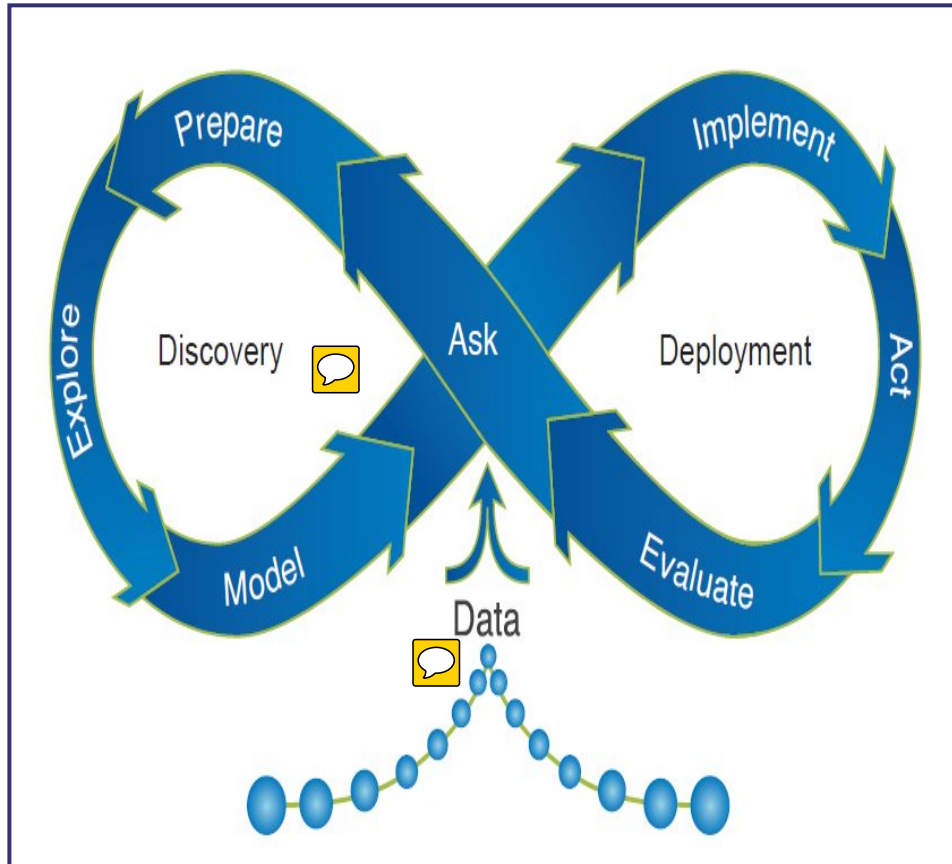 Prepare
Implement
Explore
Discovery
Ask
Deployment
Act
Model
Evaluate
Data